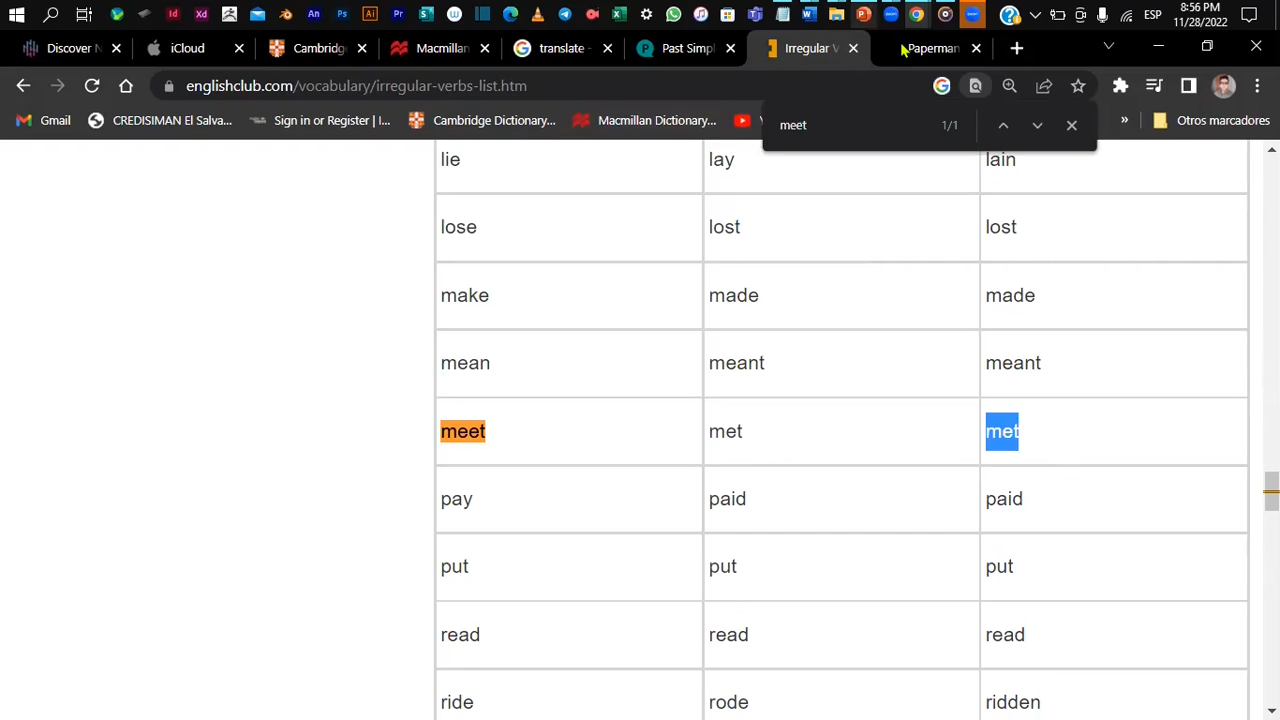 ESP
8:56 PM
11/28/2022
Discover N
iCloud
Cambridg
Macmillan
translate -
Past Simpl
Irregular V
Paperman
englishclub.com/vocabulary/irregular-verbs-list.htm
Gmail
CREDISIMAN El Salva...
Sign in or Register | I...
Cambridge Dictionary...
Macmillan Dictionary...
Y
»
Otros marcadores
meet
1/1
lie lay lain
lose lost lost
make made made
mean meant meant
meet met met
pay paid paid
put put put
read read read
ride rode ridden